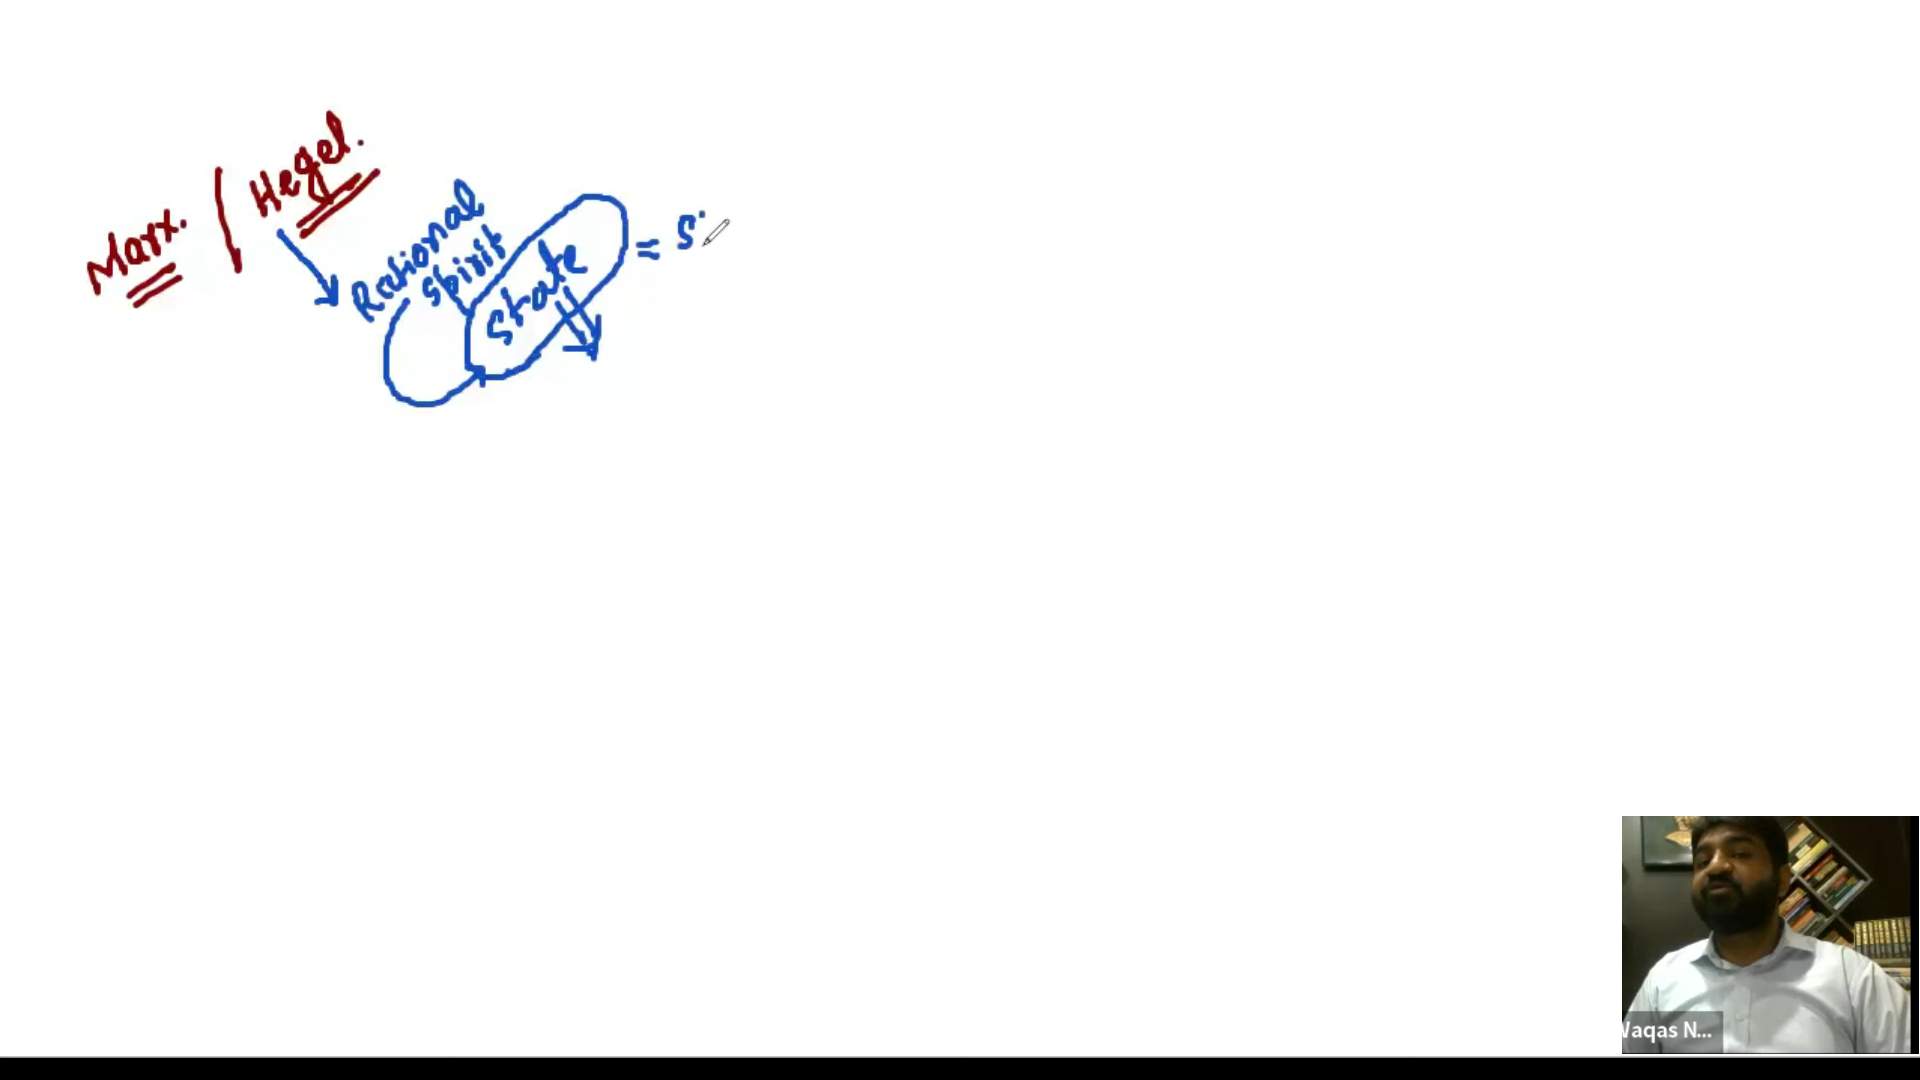 Marx.
Hegel.
Rational
spirit
State
= S
Waqas N...